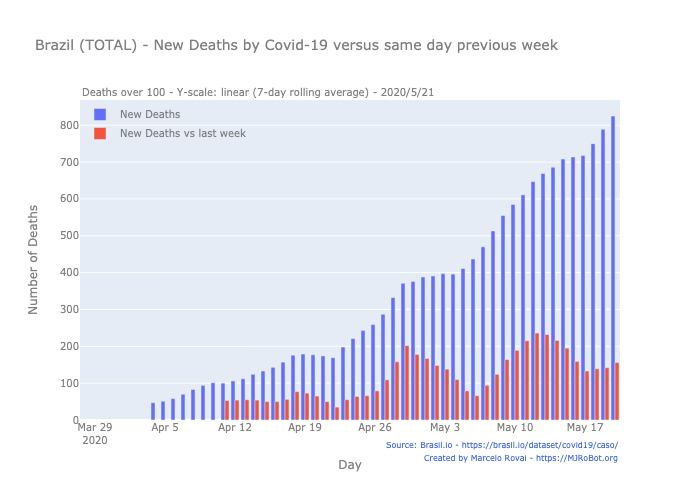 Brazil (TOTAL) - New Deaths by Covid-19 versus same day previous week
Deaths over 100 - Y-scale: linear (7-day rolling average) - 2020/5/21
New Deaths
New Deaths vs last week
800
700
600
500
400
300
200
100
0
Number of Deaths
Mar 29 Apr 5 Apr 12 Apr 19 Apr 26 May 3 May 10 May 17
2020
Day
Source: Brasil.io - https://brasil.io/dataset/covid19/caso/
Created by Marcelo Rovai - https://MJRoBot.org